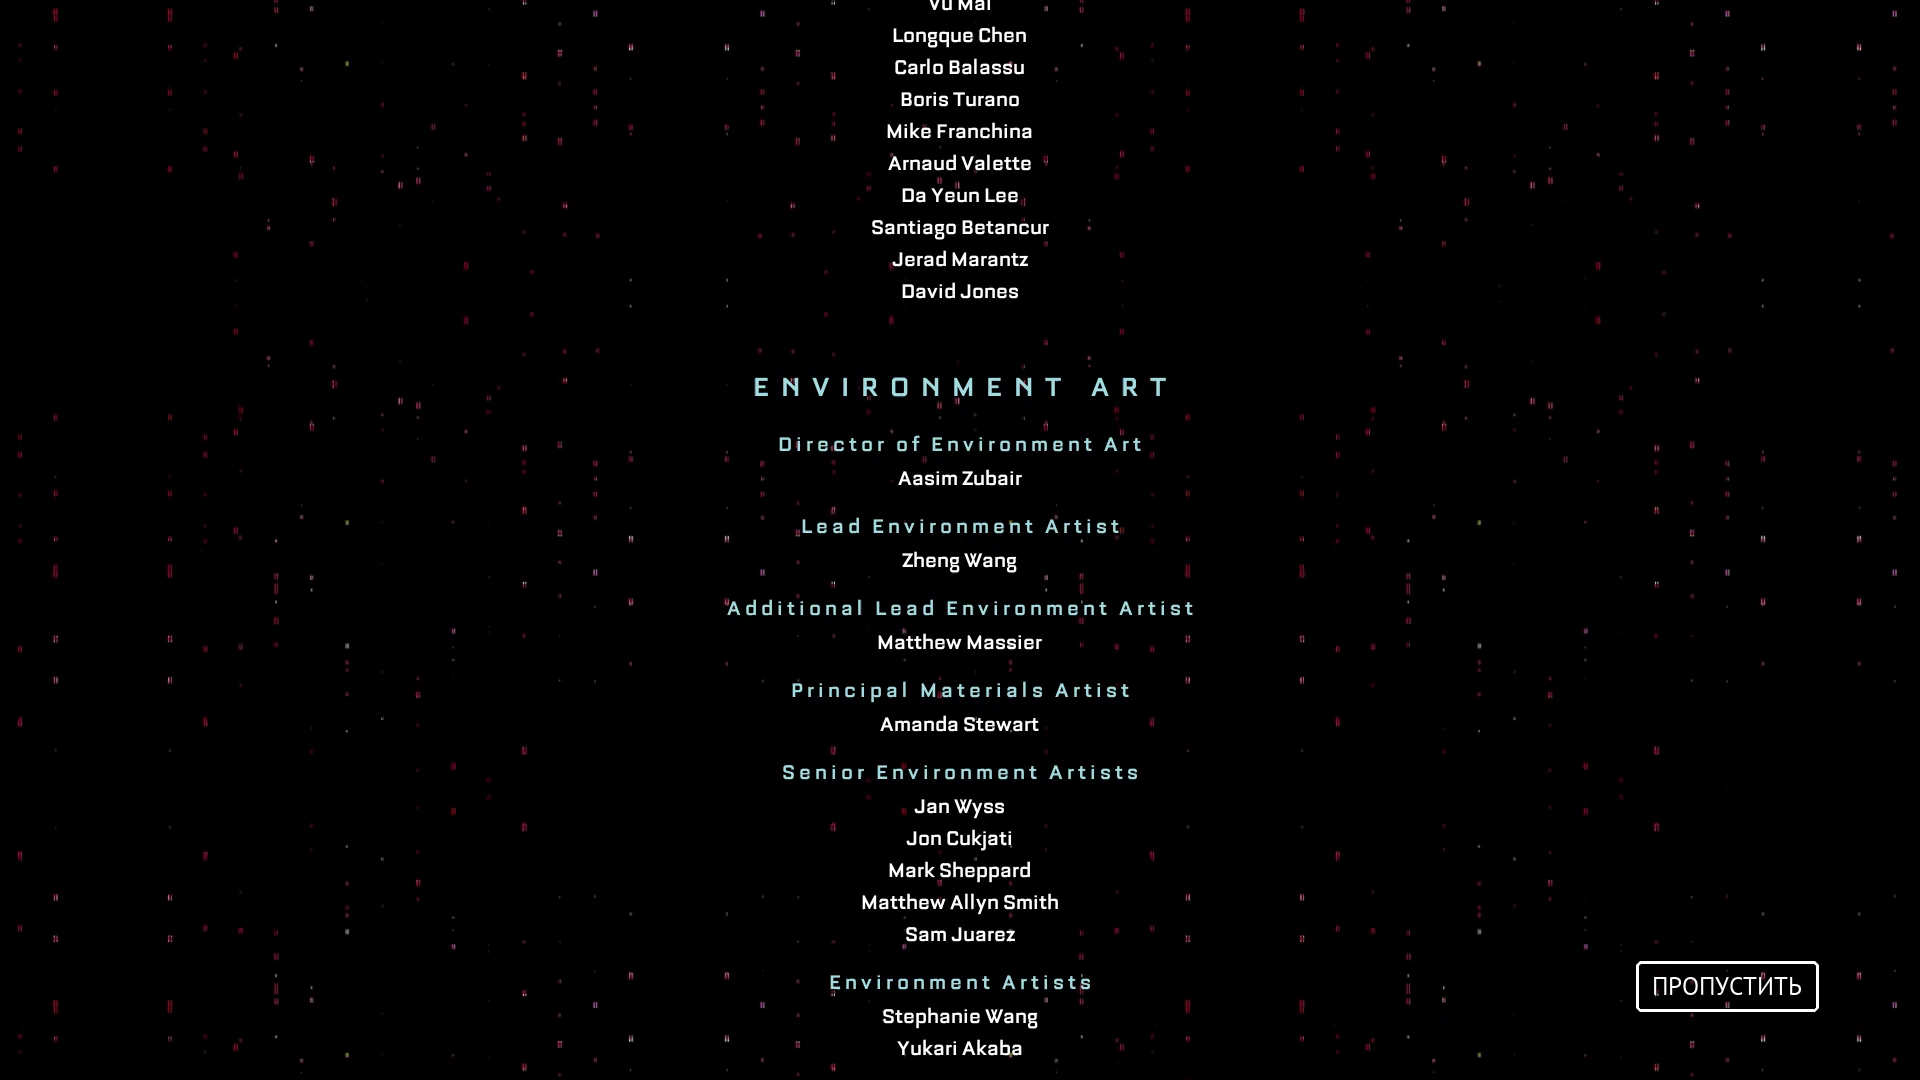 Vu Mai
Longque Chen
Carlo Balassu
Boris Turano
Mike Franchina
Arnaud Valette
Da Yeun Lee
Santiago Betancur
Jerad Marantz
David Jones
ENVIRONMENT ART
Director of Environment Art
Aasim Zubair
Lead Environment Artist
Zheng Wang
Additional Lead Environment Artist
Matthew Massier
Principal Materials Artist
Amanda Stewart
Senior Environment Artists
Jan Wyss
Jon Cukjati
Mark Sheppard
Matthew Allyn Smith
Sam Juarez
Environment Artists
Stephanie Wang
Yukari Akaba
ПРОПУСТИТЬ